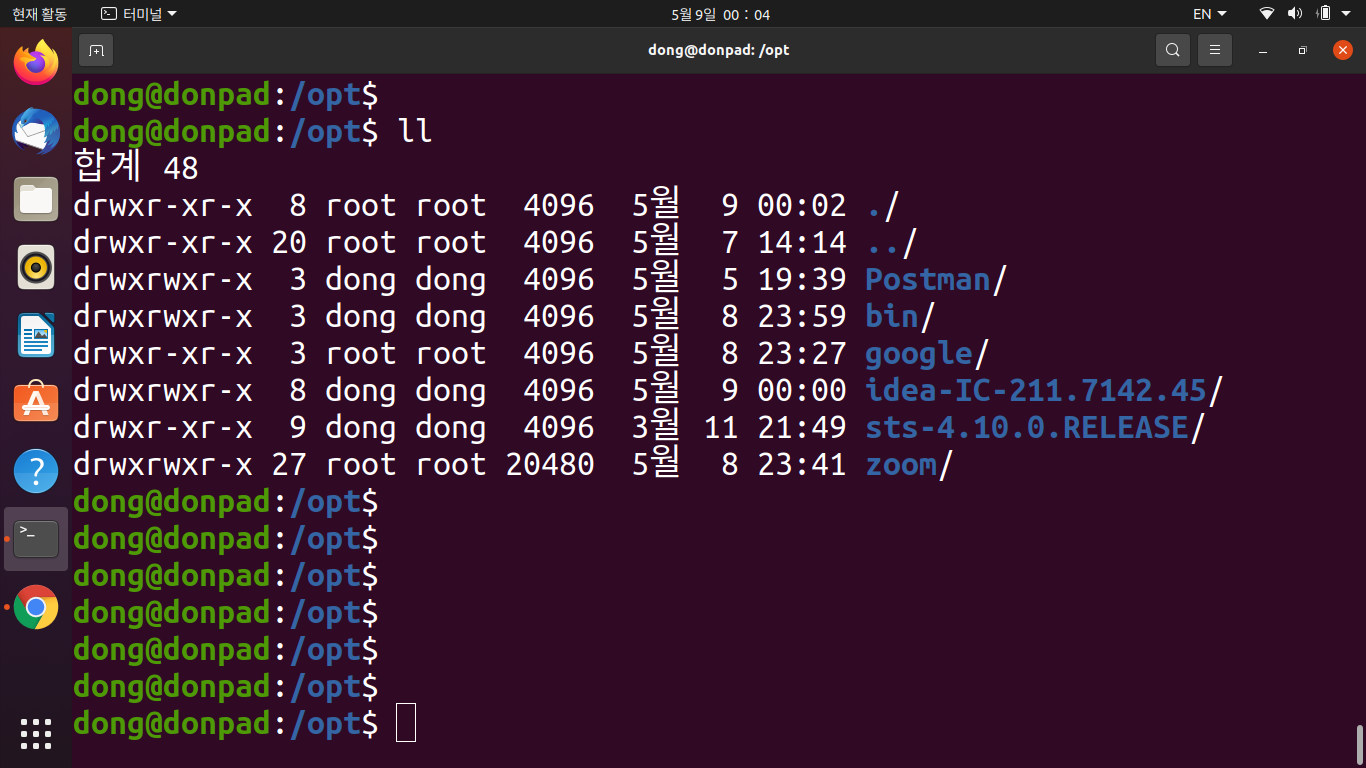 현재 활동 터미널 5월 9일 00 : 04 EN
dong@donpad: /opt
dong@donpad:/opt$
dong@donpad:/opt$ ll
합계 48
drwxr-xr-x  8 root root  4096  5월  9 00:02 ./
drwxr-xr-x 20 root root  4096  5월  7 14:14 ../
drwxrwxr-x  3 dong dong  4096  5월  5 19:39 Postman/
drwxrwxr-x  3 dong dong  4096  5월  8 23:59 bin/
drwxr-xr-x  3 root root  4096  5월  8 23:27 google/
drwxrwxr-x  8 dong dong  4096  5월  9 00:00 idea-IC-211.7142.45/
drwxr-xr-x  9 dong dong  4096  3월 11 21:49 sts-4.10.0.RELEASE/
drwxrwxr-x 27 root root 20480  5월  8 23:41 zoom/
dong@donpad:/opt$
dong@donpad:/opt$
dong@donpad:/opt$
dong@donpad:/opt$
dong@donpad:/opt$
dong@donpad:/opt$
dong@donpad:/opt$